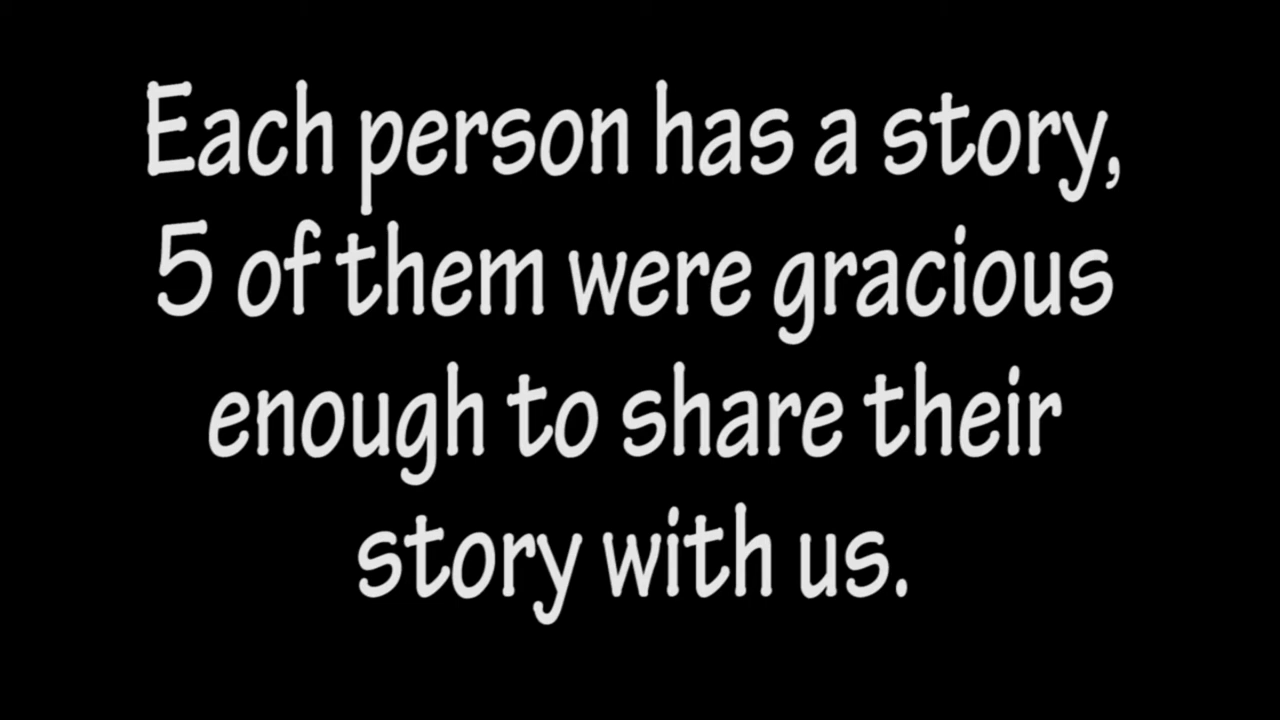 Each person has a story,
5 of them were gracious
enough to share their
story with us.